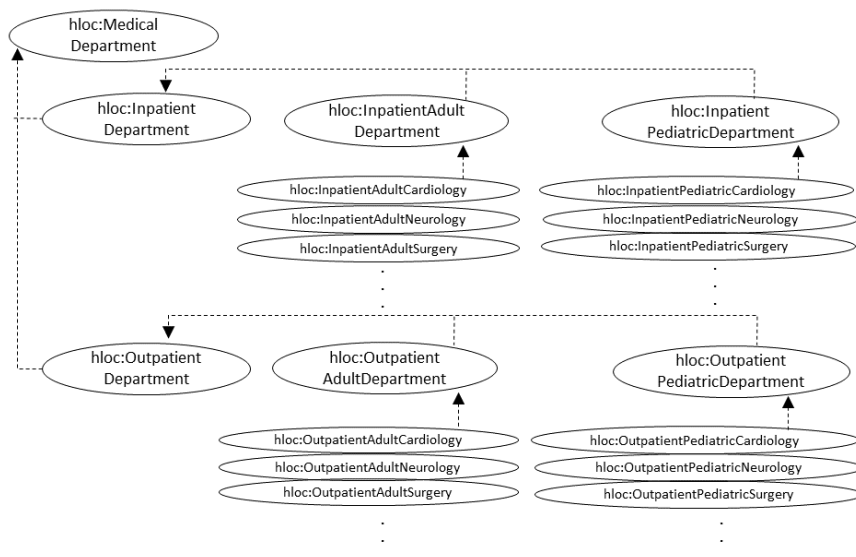 hloc:Medical
Department
hloc:Inpatient
Department
hloc:InpatientAdult
Department
hloc:Inpatient
PediatricDepartment
hloc:InpatientAdultCardiology
hloc:InpatientAdultNeurology
hloc:InpatientAdultSurgery
.
.
.
hloc:InpatientPediatricCardiology
hloc:InpatientPediatricNeurology
hloc:InpatientPediatricSurgery
.
.
.
hloc:Outpatient
Department
hloc:Outpatient
AdultDepartment
hloc:Outpatient
PediatricDepartment
hloc:OutpatientAdultCardiology
hloc:OutpatientAdultNeurology
hloc:OutpatientAdultSurgery
.
.
hloc:OutpatientPediatricCardiology
hloc:OutpatientPediatricNeurology
hloc:OutpatientPediatricSurgery
.
.